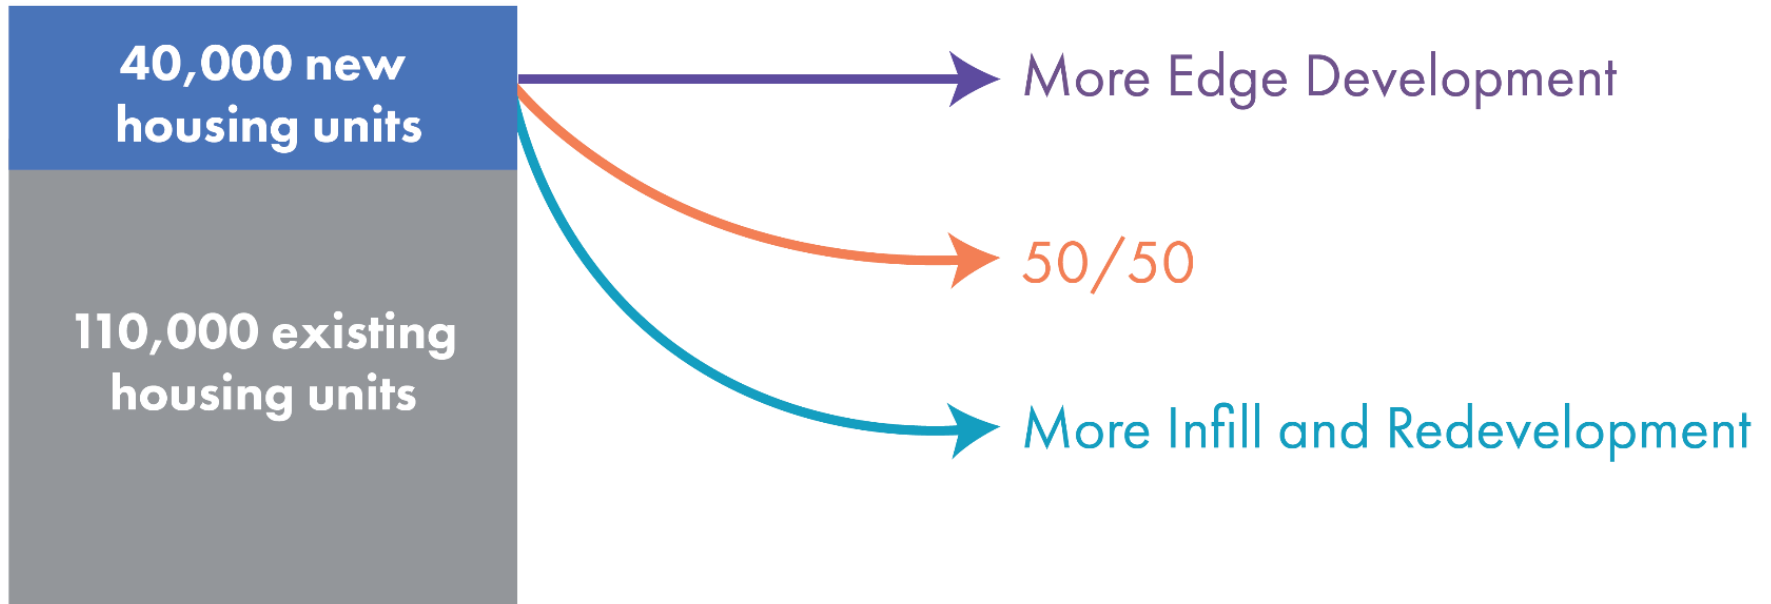 40,000 new
housing units
110,000 existing
housing units
More Edge Development
50/50
More Infill and Redevelopment